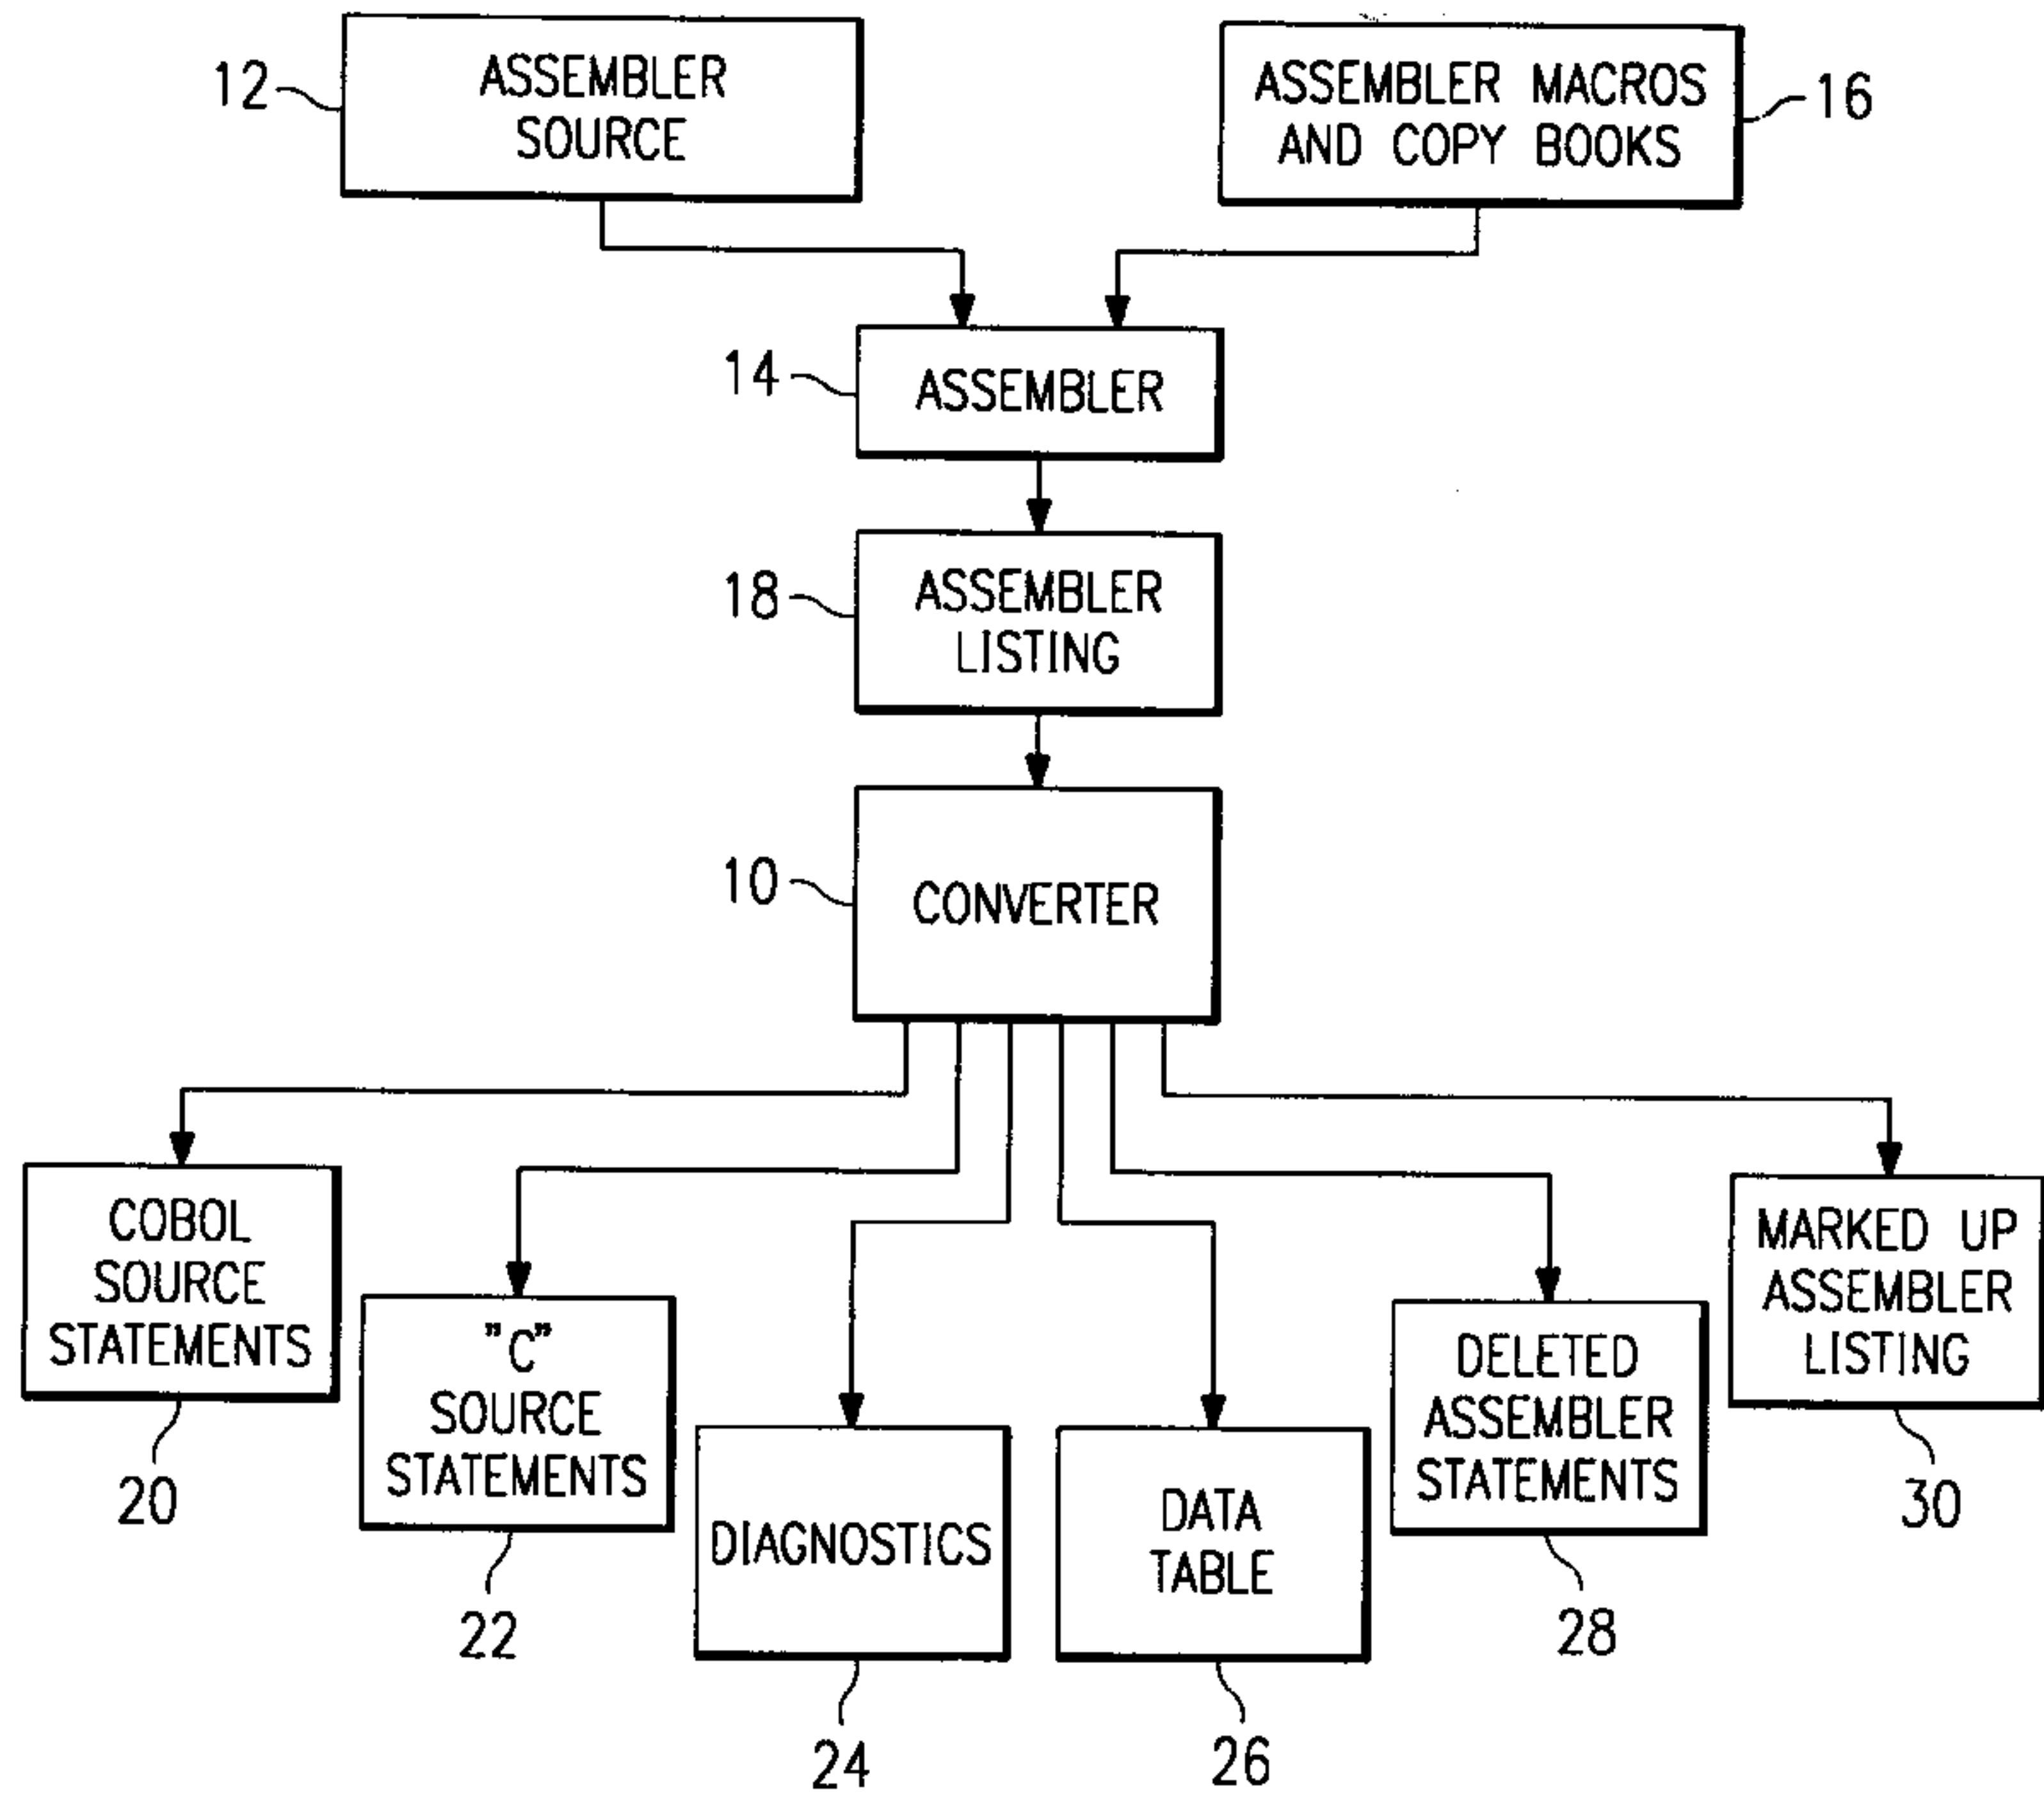 12
ASSEMBLER
SOURCE
ASSEMBLER MACROS
AND COPY BOOKS
16
14
ASSEMBLER
18
ASSEMBLER
LISTING
10
CONVERTER
COBOL
SOURCE
STATEMENTS
20
"C"
SOURCE
STATEMENTS
22
DIAGNOSTICS
24
DATA
TABLE
26
DELETED
ASSEMBLER
STATEMENTS
28
MARKED UP
ASSEMBLER
LISTING
30